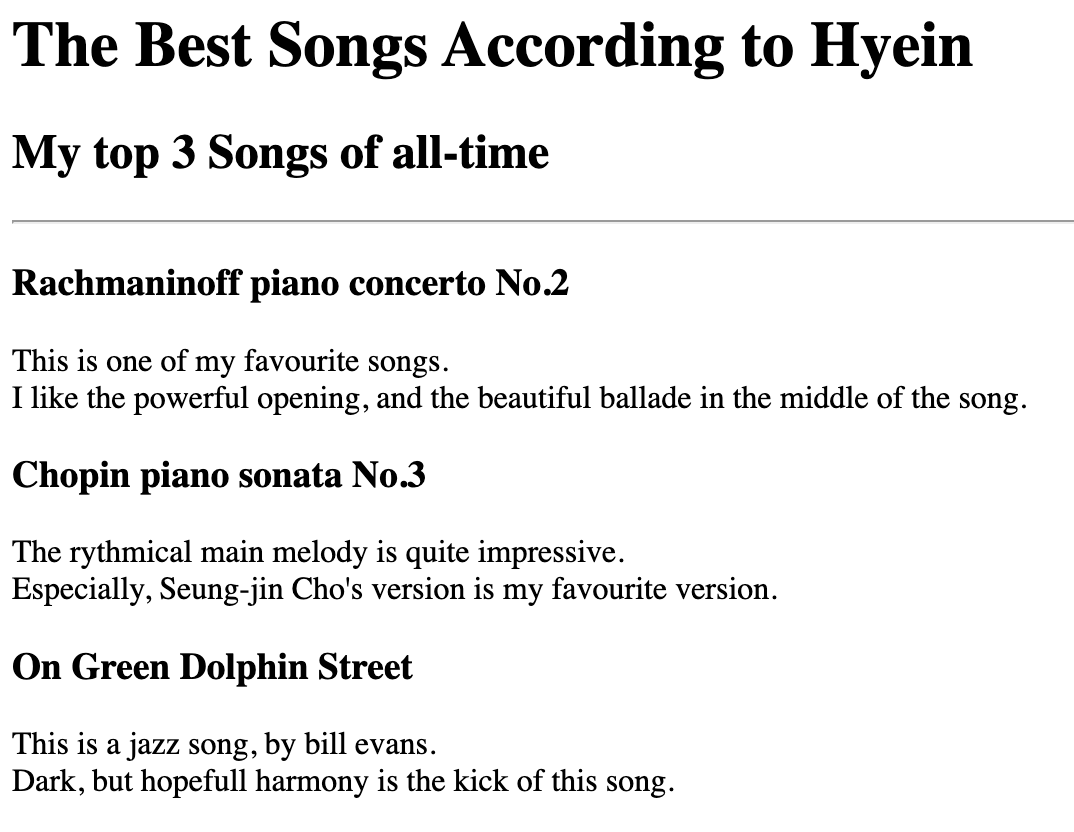 The Best Songs According to Hyein
My top 3 Songs of all-time
Rachmaninoff piano concerto No.2
This is one of my favourite songs.
I like the powerful opening, and the beautiful ballade in the middle of the song.
Chopin piano sonata No.3
The rythmical main melody is quite impressive.
Especially, Seung-jin Cho's version is my favourite version.
On Green Dolphin Street
This is a jazz song, by bill evans.
Dark, but hopefull harmony is the kick of this song.